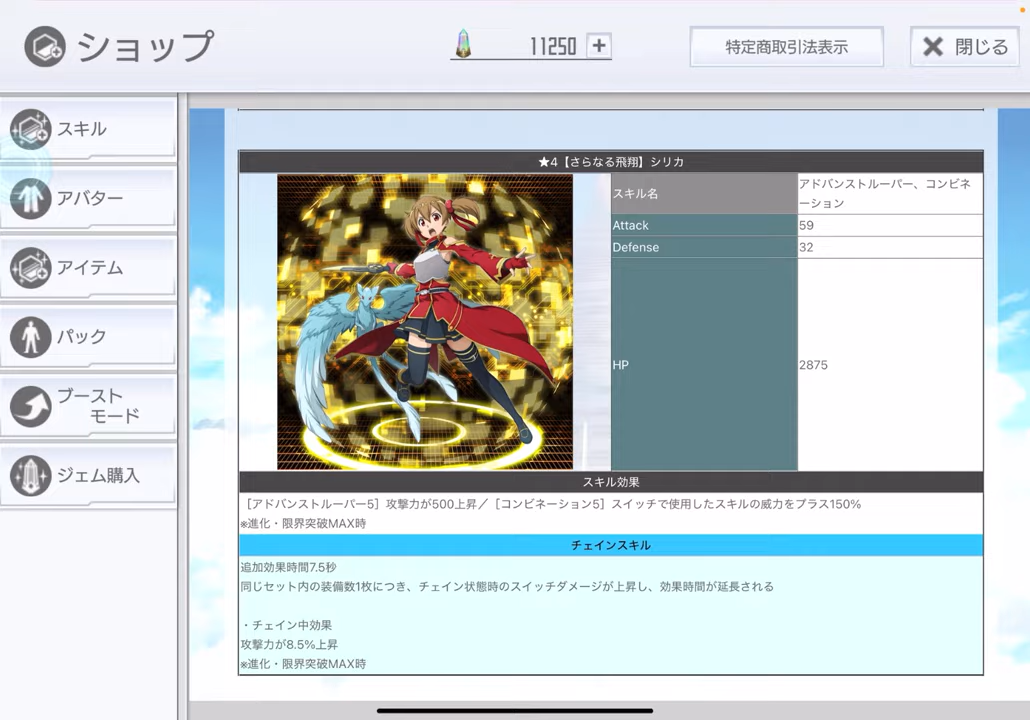 ショップ
11250
特定商取引法表示
閉じる
スキル
アバター
アイテム
パック
ブースト
モード
ジェム購入
★4【さらなる飛翔】シリカ
スキル名
アドバンストルーパー、コンビネ
ーション
Attack
59
Defense
32
HP
2875
スキル効果
［アドバンストルーパー5］攻撃力が500上昇／［コンビネーション5］スイッチで使用したスキルの威力をプラス150%
※進化・限界突破MAX時
チェインスキル
追加効果時間7.5秒
同じセット内の装備数1枚につき、チェイン状態時のスイッチダメージが上昇し、効果時間が延長される
・チェイン中効果
攻撃力が8.5%上昇
※進化・限界突破MAX時